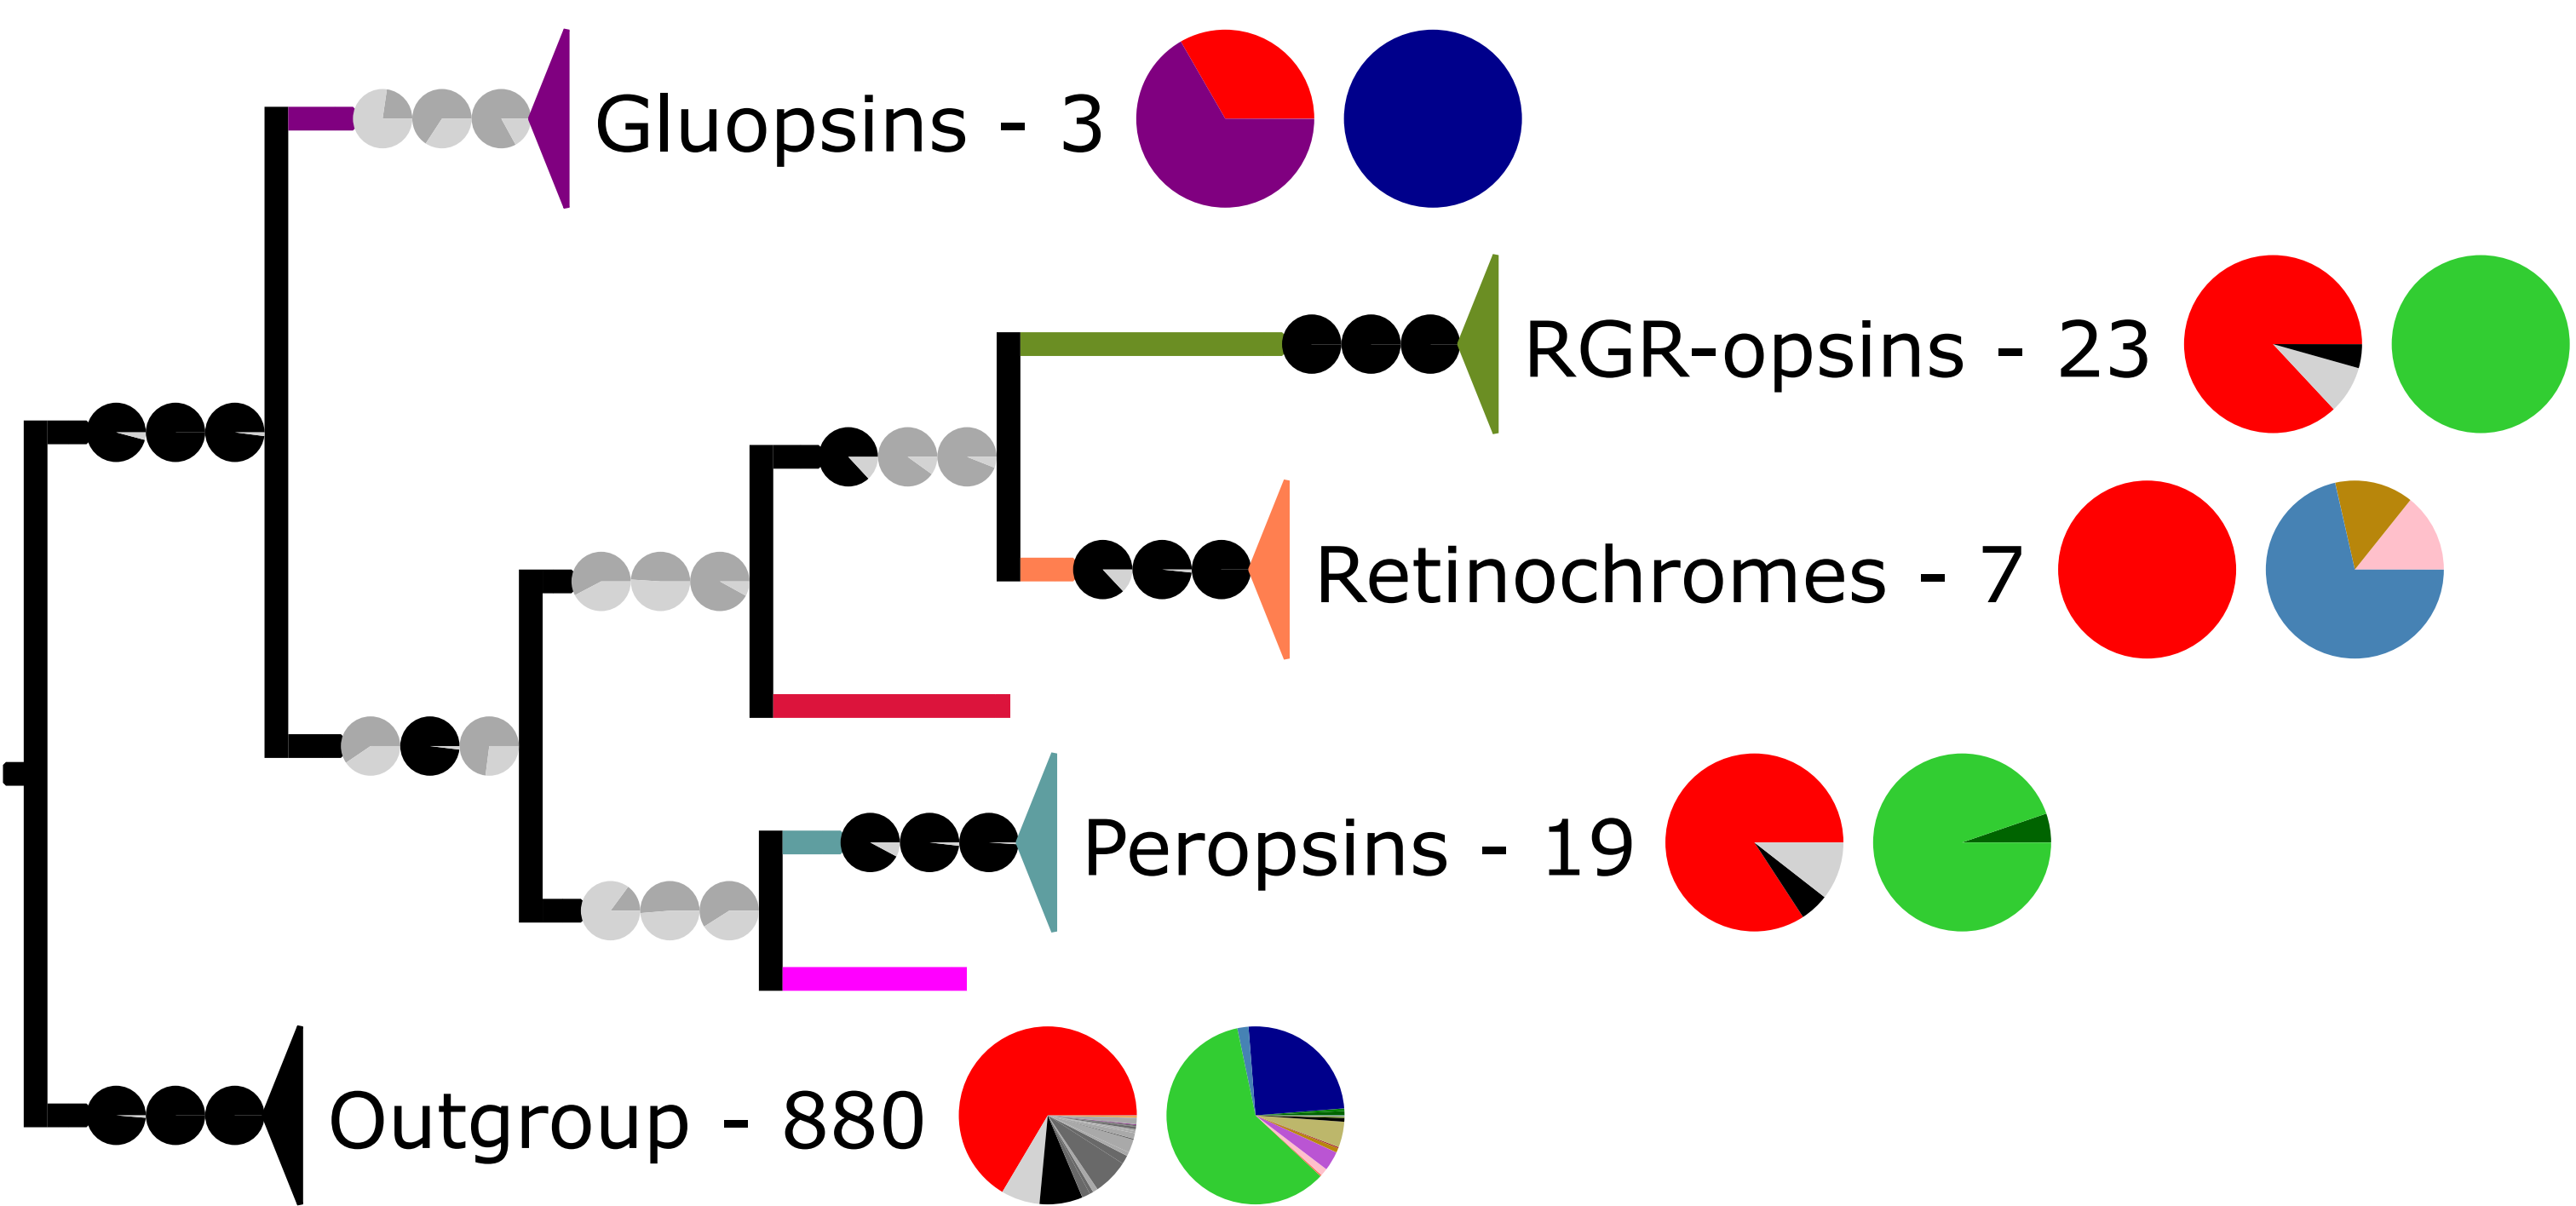 Gluopsins - 3
RGR-opsins - 23
Retinochromes - 7
Peropsins - 19
Outgroup - 880